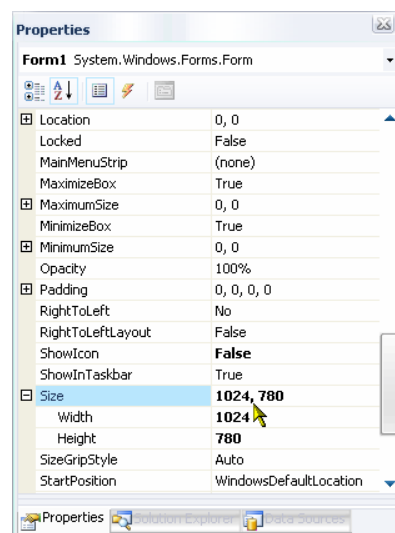 Properties
Form1 System.Windows.Forms.Form
Location 0, 0
Locked False
MainMenuStrip (none)
MaximizeBox True
MaximumSize 0, 0
MinimizeBox True
MinimumSize 0, 0
Opacity 100%
Padding 0, 0, 0, 0
RightToLeft No
RightToLeftLayout False
ShowIcon False
ShowInTaskbar True
Size 1024, 780
Width 1024
Height 780
SizeGripStyle Auto
StartPosition WindowsDefaultLocation
Properties Solution Explorer Data Sources